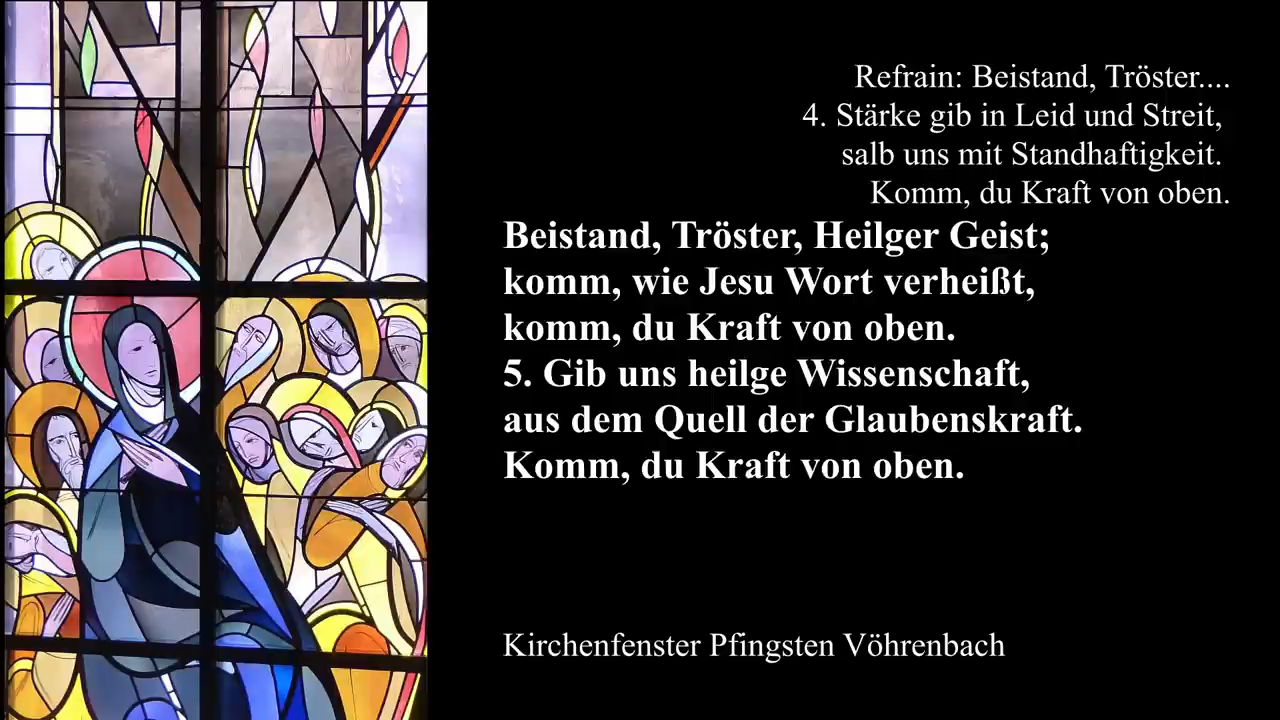 Refrain: Beistand, Tröster....
4. Stärke gib in Leid und Streit,
salb uns mit Standhaftigkeit.
Komm, du Kraft von oben.
Beistand, Tröster, Heilger Geist;
komm, wie Jesu Wort verheißt,
komm, du Kraft von oben.
5. Gib uns heilge Wissenschaft,
aus dem Quell der Glaubenskraft.
Komm, du Kraft von oben.
Kirchenfenster Pfingsten Vöhrenbach